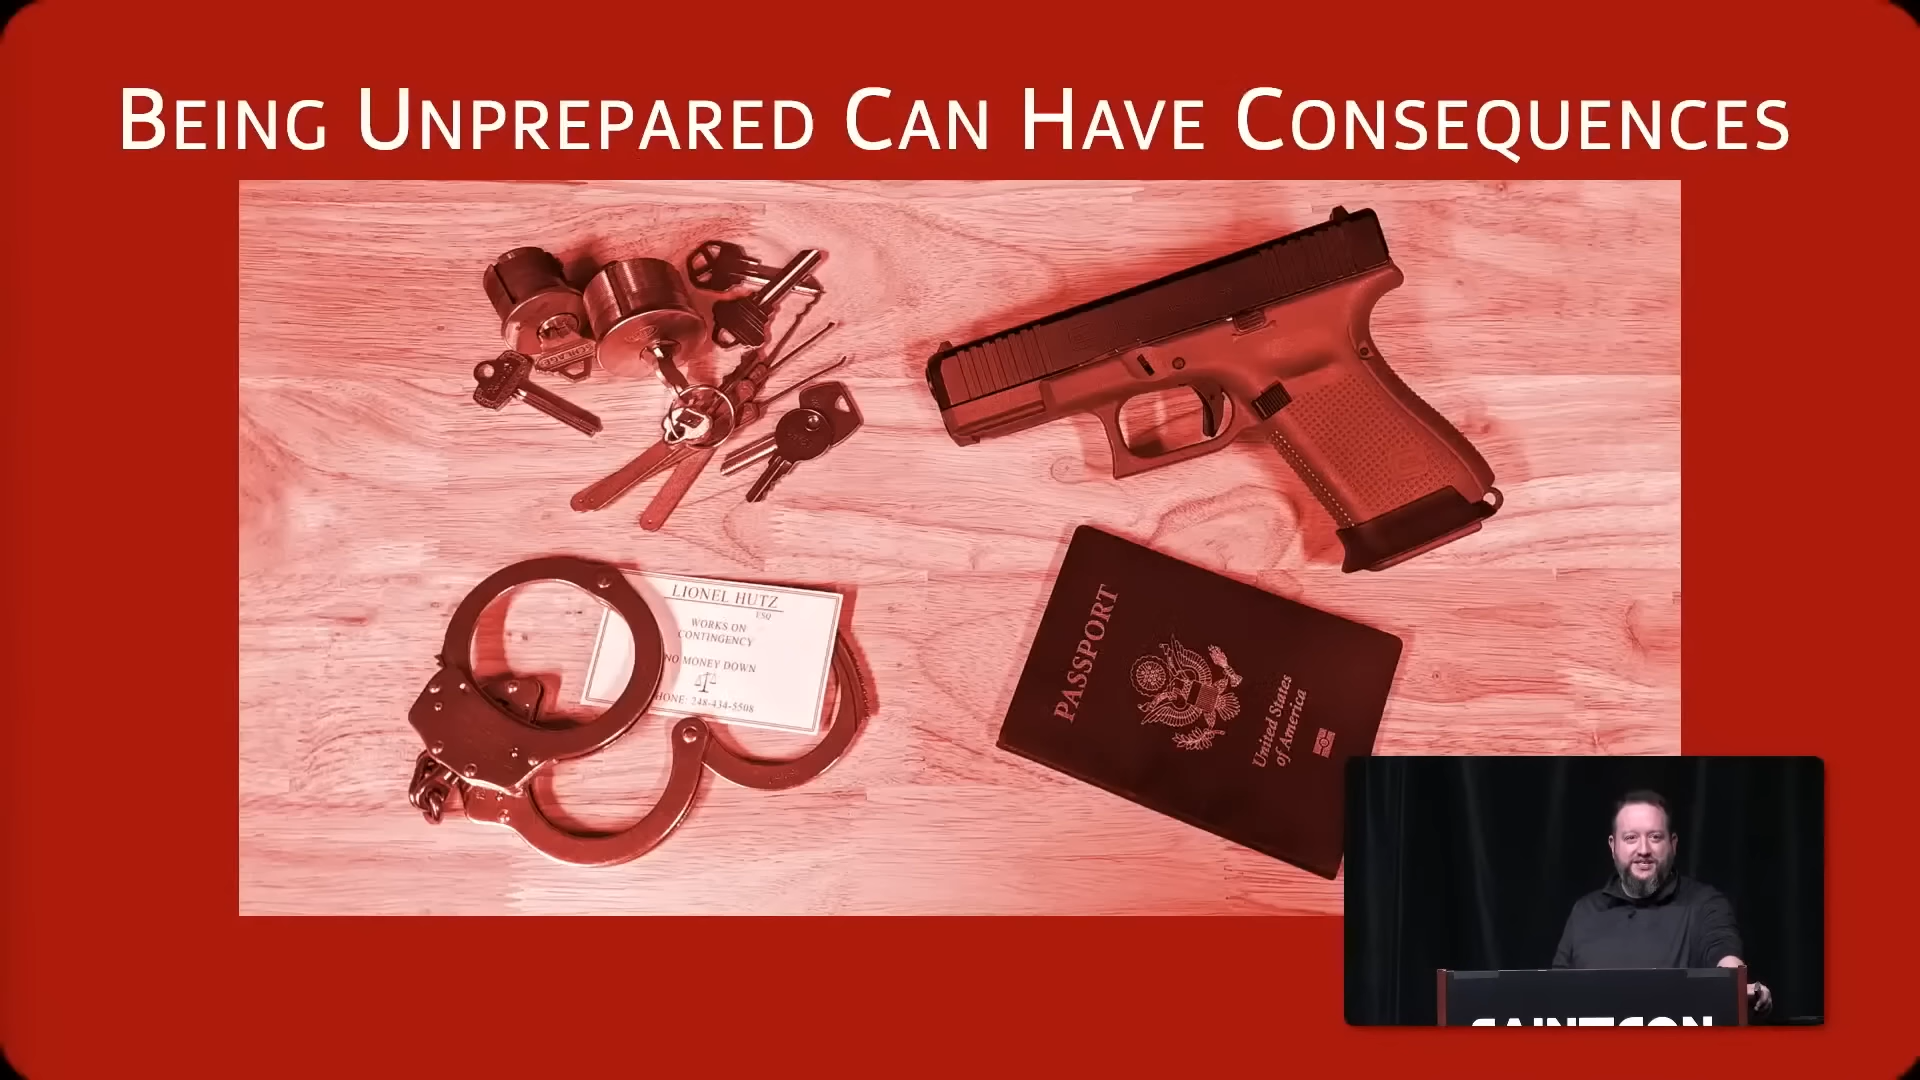 BEING UNPREPARED CAN HAVE CONSEQUENCES
LIONEL HUTZ
ESQ
WORKS ON
CONTINGENCY
NO MONEY DOWN
PHONE: 248-434-5508
PASSPORT
United States
of America
SAINTCON